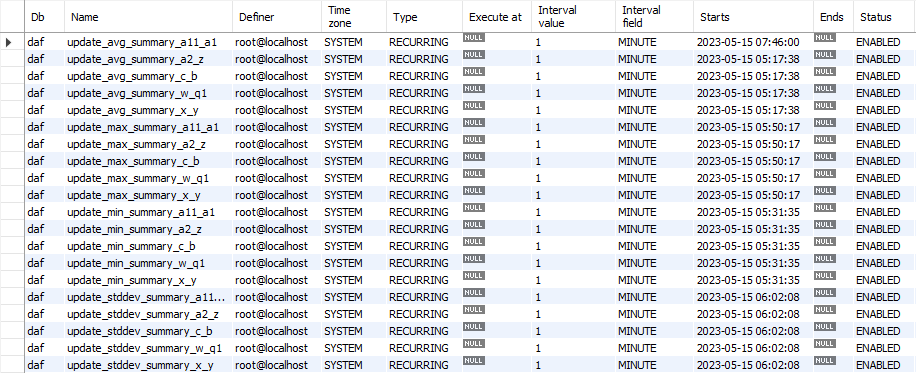 Db Name Definer Time zone Type Execute at Interval value Interval field Starts Ends Status
daf update_avg_summary_a11_a1 root@localhost SYSTEM RECURRING NULL 1 MINUTE 2023-05-15 07:46:00 NULL ENABLED
daf update_avg_summary_a2_z root@localhost SYSTEM RECURRING NULL 1 MINUTE 2023-05-15 05:17:38 NULL ENABLED
daf update_avg_summary_c_b root@localhost SYSTEM RECURRING NULL 1 MINUTE 2023-05-15 05:17:38 NULL ENABLED
daf update_avg_summary_w_q1 root@localhost SYSTEM RECURRING NULL 1 MINUTE 2023-05-15 05:17:38 NULL ENABLED
daf update_avg_summary_x_y root@localhost SYSTEM RECURRING NULL 1 MINUTE 2023-05-15 05:17:38 NULL ENABLED
daf update_max_summary_a11_a1 root@localhost SYSTEM RECURRING NULL 1 MINUTE 2023-05-15 05:50:17 NULL ENABLED
daf update_max_summary_a2_z root@localhost SYSTEM RECURRING NULL 1 MINUTE 2023-05-15 05:50:17 NULL ENABLED
daf update_max_summary_c_b root@localhost SYSTEM RECURRING NULL 1 MINUTE 2023-05-15 05:50:17 NULL ENABLED
daf update_max_summary_w_q1 root@localhost SYSTEM RECURRING NULL 1 MINUTE 2023-05-15 05:50:17 NULL ENABLED
daf update_max_summary_x_y root@localhost SYSTEM RECURRING NULL 1 MINUTE 2023-05-15 05:50:17 NULL ENABLED
daf update_min_summary_a11_a1 root@localhost SYSTEM RECURRING NULL 1 MINUTE 2023-05-15 05:31:35 NULL ENABLED
daf update_min_summary_a2_z root@localhost SYSTEM RECURRING NULL 1 MINUTE 2023-05-15 05:31:35 NULL ENABLED
daf update_min_summary_c_b root@localhost SYSTEM RECURRING NULL 1 MINUTE 2023-05-15 05:31:35 NULL ENABLED
daf update_min_summary_w_q1 root@localhost SYSTEM RECURRING NULL 1 MINUTE 2023-05-15 05:31:35 NULL ENABLED
daf update_min_summary_x_y root@localhost SYSTEM RECURRING NULL 1 MINUTE 2023-05-15 05:31:35 NULL ENABLED
daf update_stddev_summary_a11... root@localhost SYSTEM RECURRING NULL 1 MINUTE 2023-05-15 06:02:08 NULL ENABLED
daf update_stddev_summary_a2_z root@localhost SYSTEM RECURRING NULL 1 MINUTE 2023-05-15 06:02:08 NULL ENABLED
daf update_stddev_summary_c_b root@localhost SYSTEM RECURRING NULL 1 MINUTE 2023-05-15 06:02:08 NULL ENABLED
daf update_stddev_summary_w_q1 root@localhost SYSTEM RECURRING NULL 1 MINUTE 2023-05-15 06:02:08 NULL ENABLED
daf update_stddev_summary_x_y root@localhost SYSTEM RECURRING NULL 1 MINUTE 2023-05-15 06:02:08 NULL ENABLED